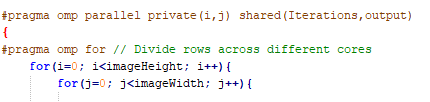 #pragma omp parallel private(i,j) shared(Iterations,output)
{
#pragma omp for // Divide rows across different cores
for(i=0; i<imageHeight; i++){
for(j=0; j<imageWidth; j++){